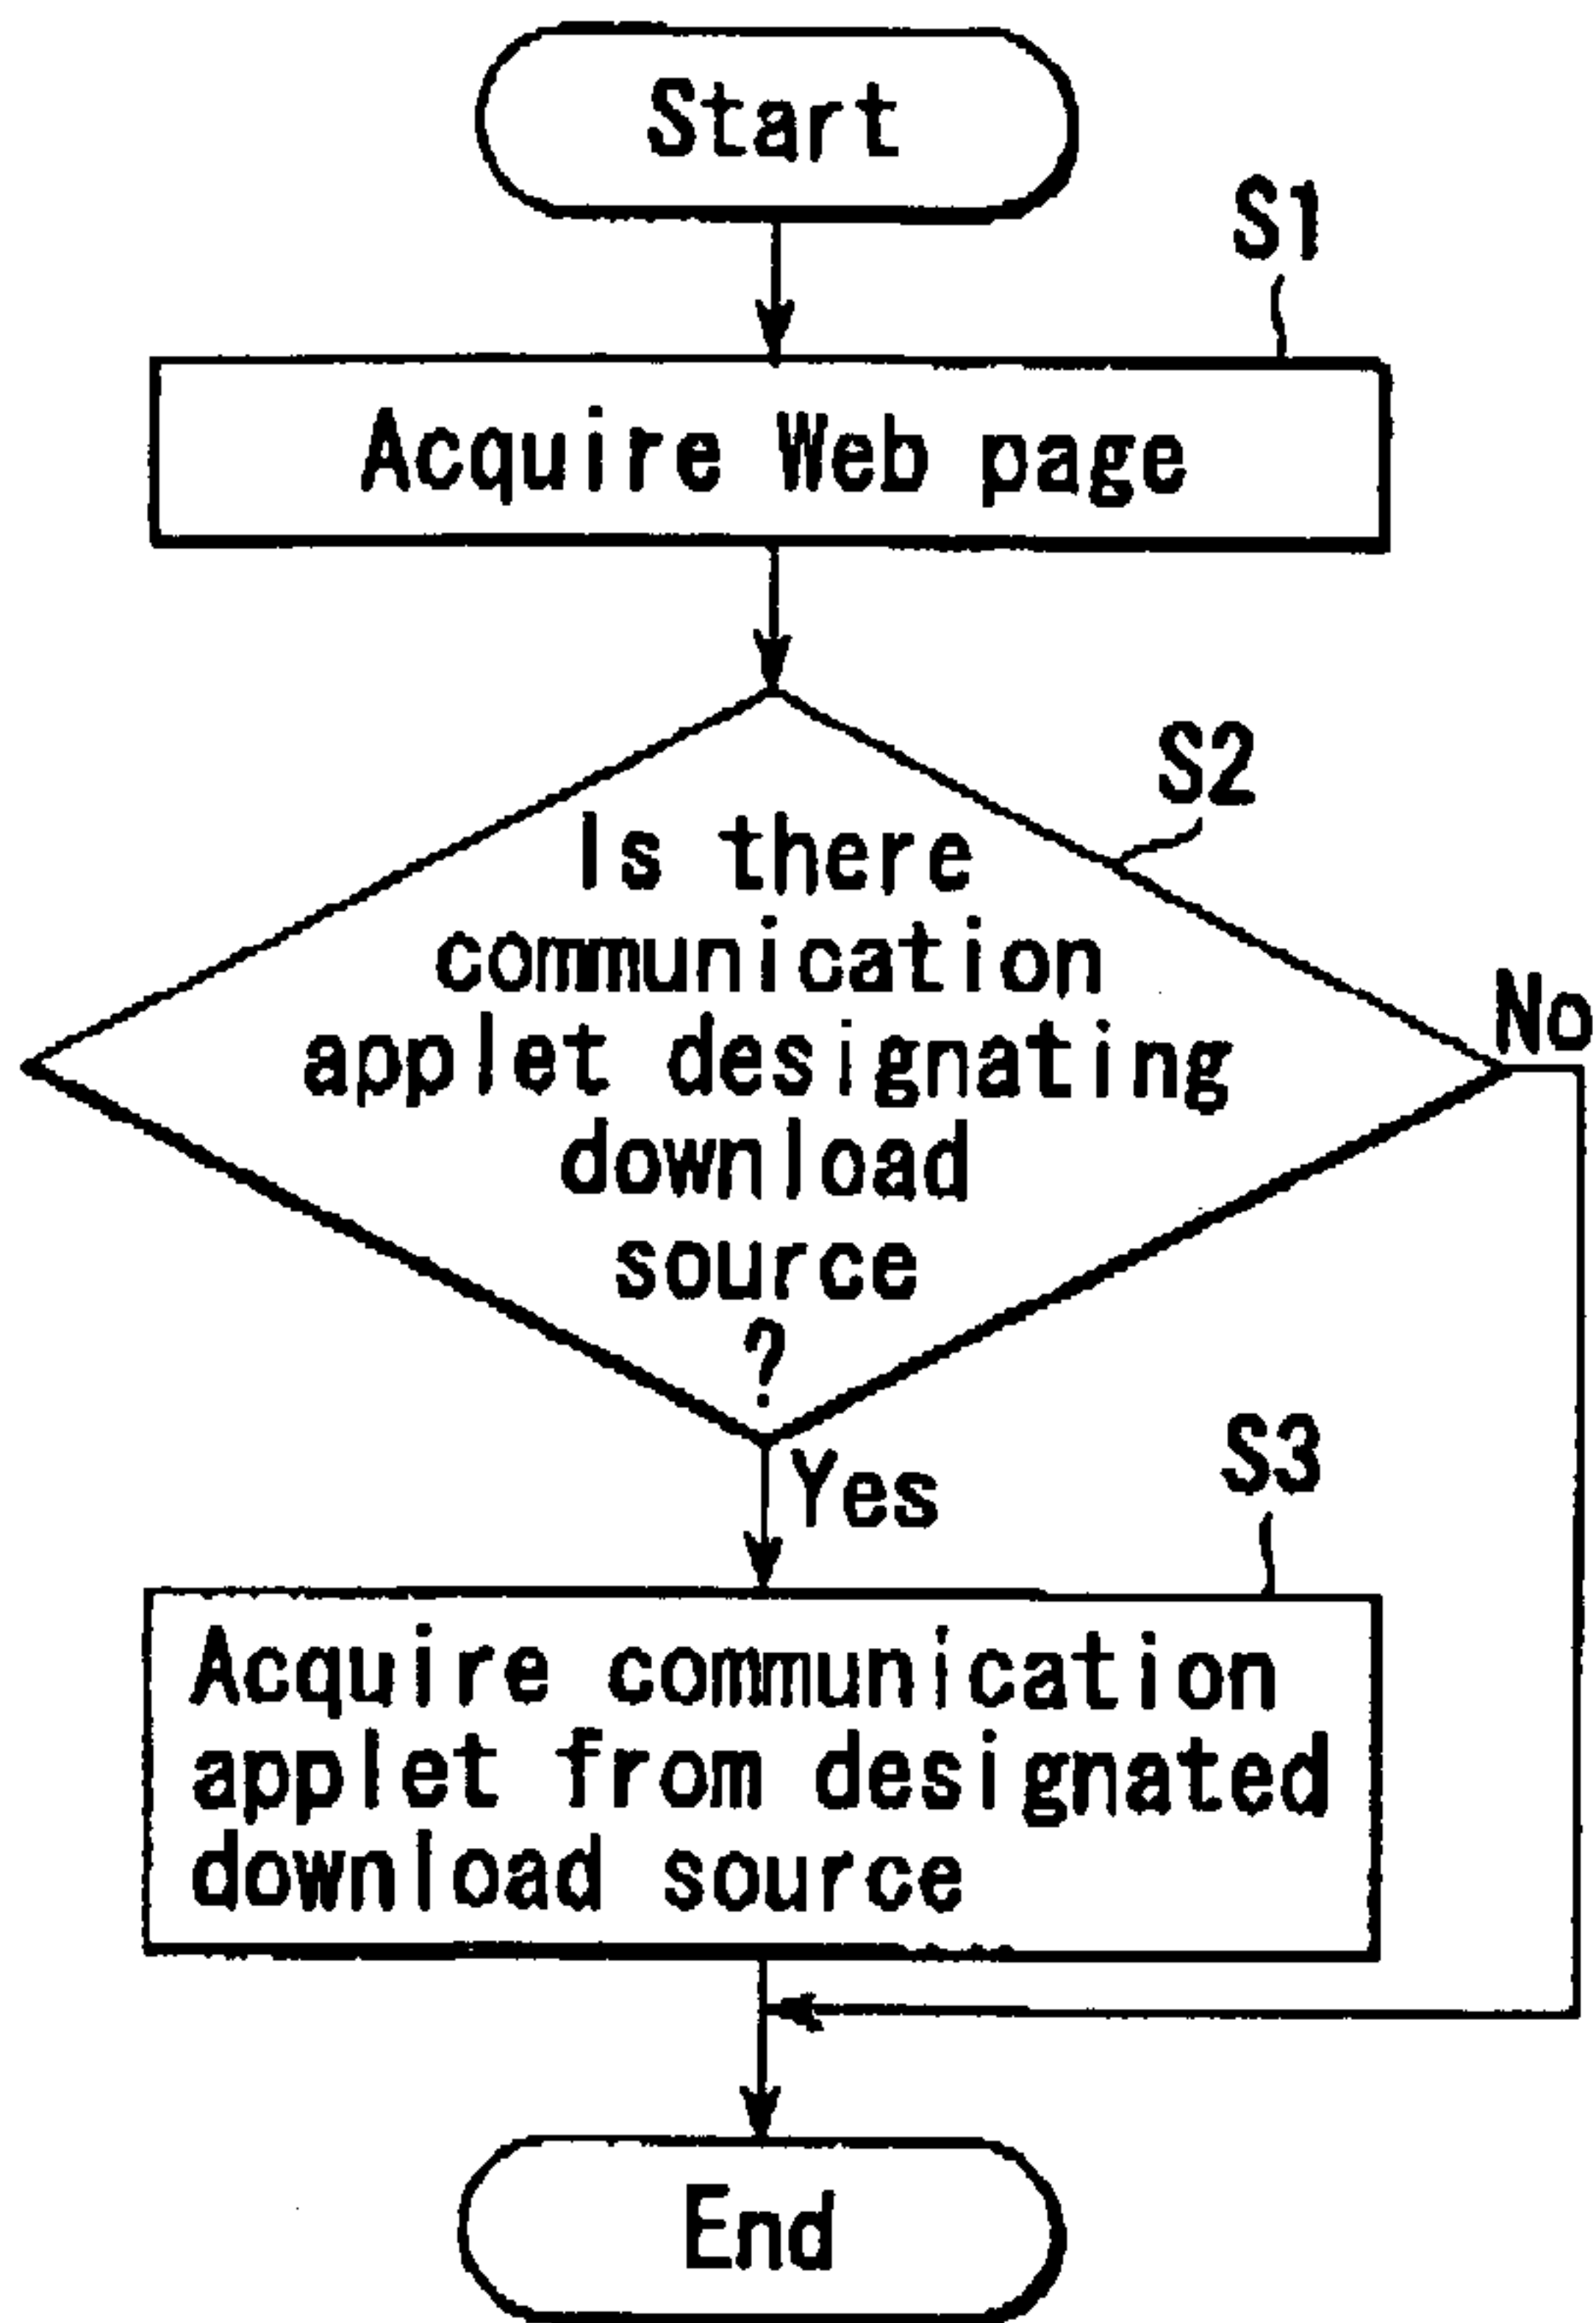 Start
S1
Acquire Web page
S2
Is there
communication
applet designating
download
source
?
No
Yes
S3
Acquire communication
applet from designated
download source
End